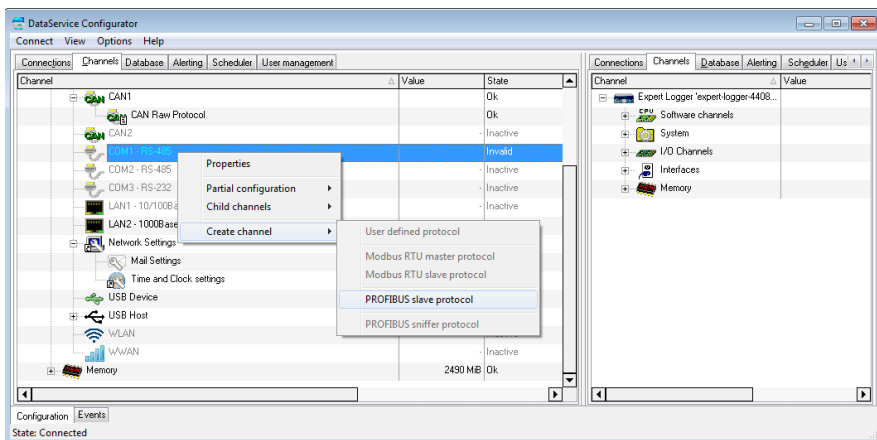 DataService Configurator
Connect View Options Help
Connections Channels Database Alerting Scheduler User management
Channel Value State
CAN1 Ok
CAN Raw Protocol Ok
CAN2 - Inactive
COM1 - RS-485 Invalid
COM2 - RS-485 - Inactive
COM3 - RS-232 - Inactive
LAN1 - 10/100Ba - Inactive
LAN2 - 1000Base
Network Settings
Mail Settings
Time and Clock settings
USB Device
USB Host
WLAN
WWAN - Inactive
Memory 2490 MiB Ok
Properties
Partial configuration
Child channels
Create channel
User defined protocol
Modbus RTU master protocol
Modbus RTU slave protocol
PROFIBUS slave protocol
PROFIBUS sniffer protocol
Connections Channels Database Alerting Scheduler Us
Channel Value
Expert Logger 'expert-logger-4408...
Software channels
System
I/O Channels
Interfaces
Memory
Configuration Events
State: Connected